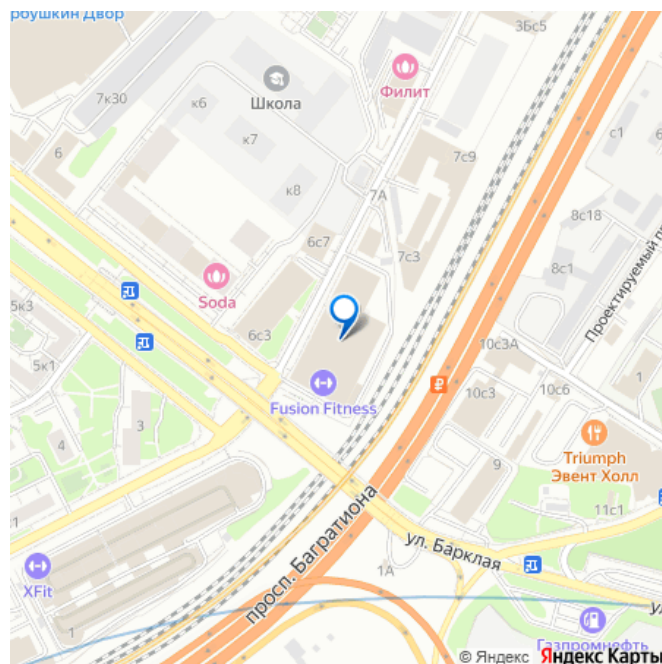 рбушкин Двор
3Бс5
Филит
Школа
7к30
к6
к7
с1
6
7с9
к8
7А
8с18
6с7
7с3
8с1
Проектируемый п
Soda
5к3
6с3
10с3А
5к1
10с3
10с6
1
Fusion Fitness
3
4
Triumph
Эвент Холл
9
11с1
просп. Багратиона
ул. Барклая
1А
XFit
1
Газпромнефть
© Яндекс Яндекс Карты